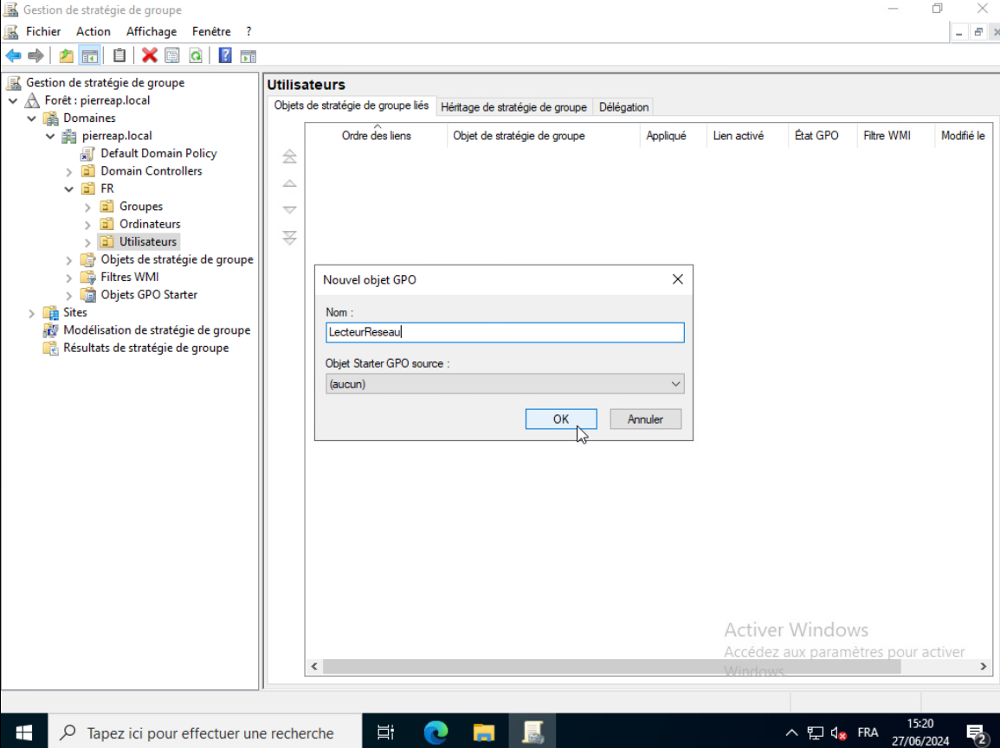 Gestion de stratégie de groupe
Fichier Action Affichage Fenêtre ?
Gestion de stratégie de groupe
Forêt : pierreap.local
Domaines
pierreap.local
Default Domain Policy
Domain Controllers
FR
Groupes
Ordinateurs
Utilisateurs
Objets de stratégie de groupe
Filtres WMI
Objets GPO Starter
Sites
Modélisation de stratégie de groupe
Résultats de stratégie de groupe
Utilisateurs
Objets de stratégie de groupe liés Héritage de stratégie de groupe Délégation
Ordre des liens Objet de stratégie de groupe Appliqué Lien activé État GPO Filtre WMI Modifié le
Nouvel objet GPO
Nom :
LecteurReseau
Objet Starter GPO source :
(aucun)
OK Annuler
Activer Windows
Accédez aux paramètres pour activer
Windows.
Tapez ici pour effectuer une recherche
FRA
15:20
27/06/2024
2